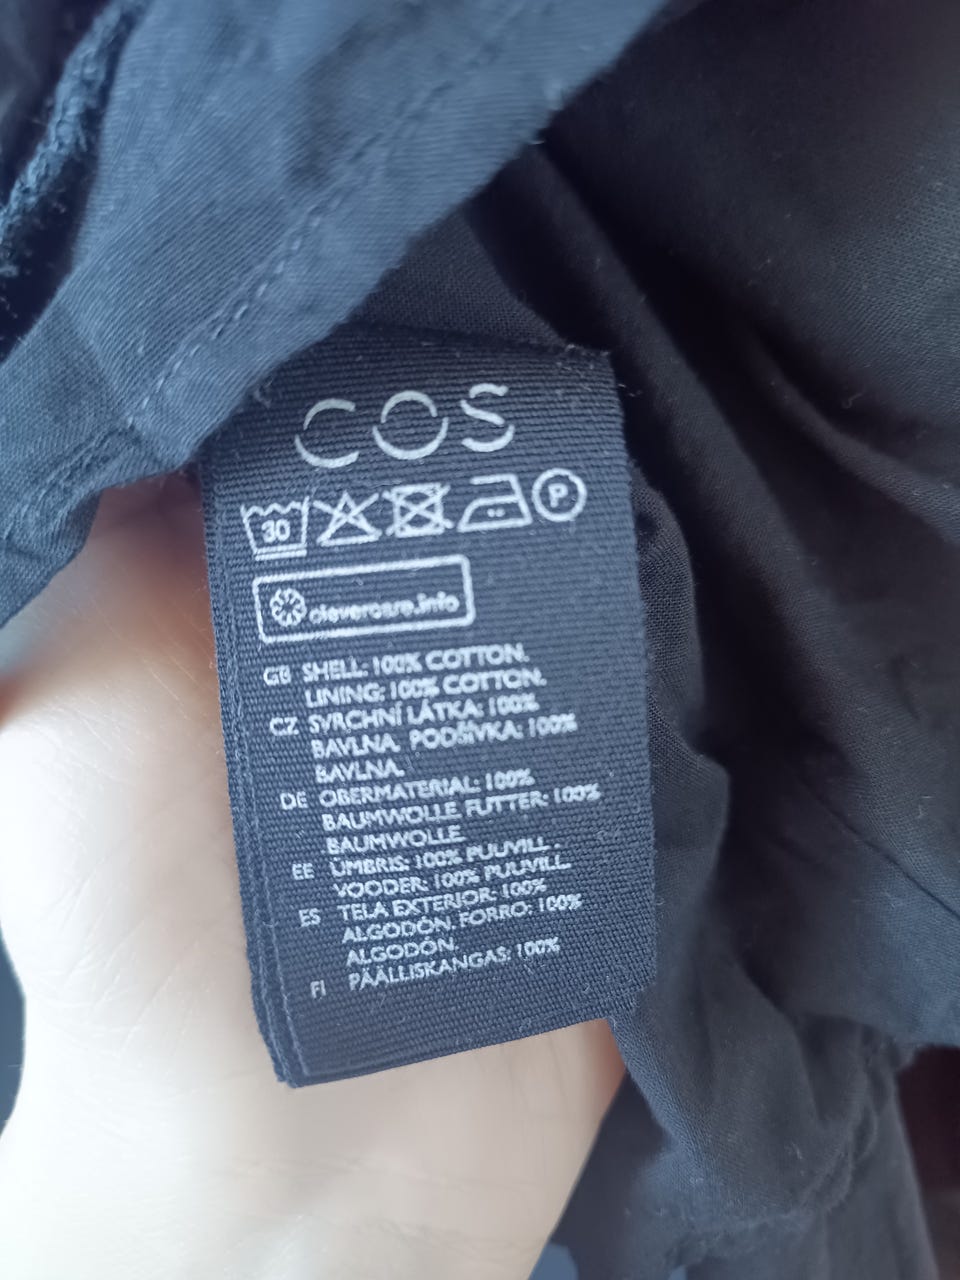 COS
30 P
clevercare.info
GB SHELL: 100% COTTON.
LINING: 100% COTTON.
CZ SVRCHNÍ LÁTKA: 100%
BAVLNA. PODŠÍVKA: 100%
BAVLNA.
DE OBERMATERIAL: 100%
BAUMWOLLE FUTTER: 100%
BAUMWOLLE
EE ÜMBRIS: 100% PUUVILL.
VOODER: 100% PUUVILL.
ES TELA EXTERIOR: 100%
ALGODÓN. FORRO: 100%
ALGODÓN.
FI PÄÄLLISKANGAS: 100%